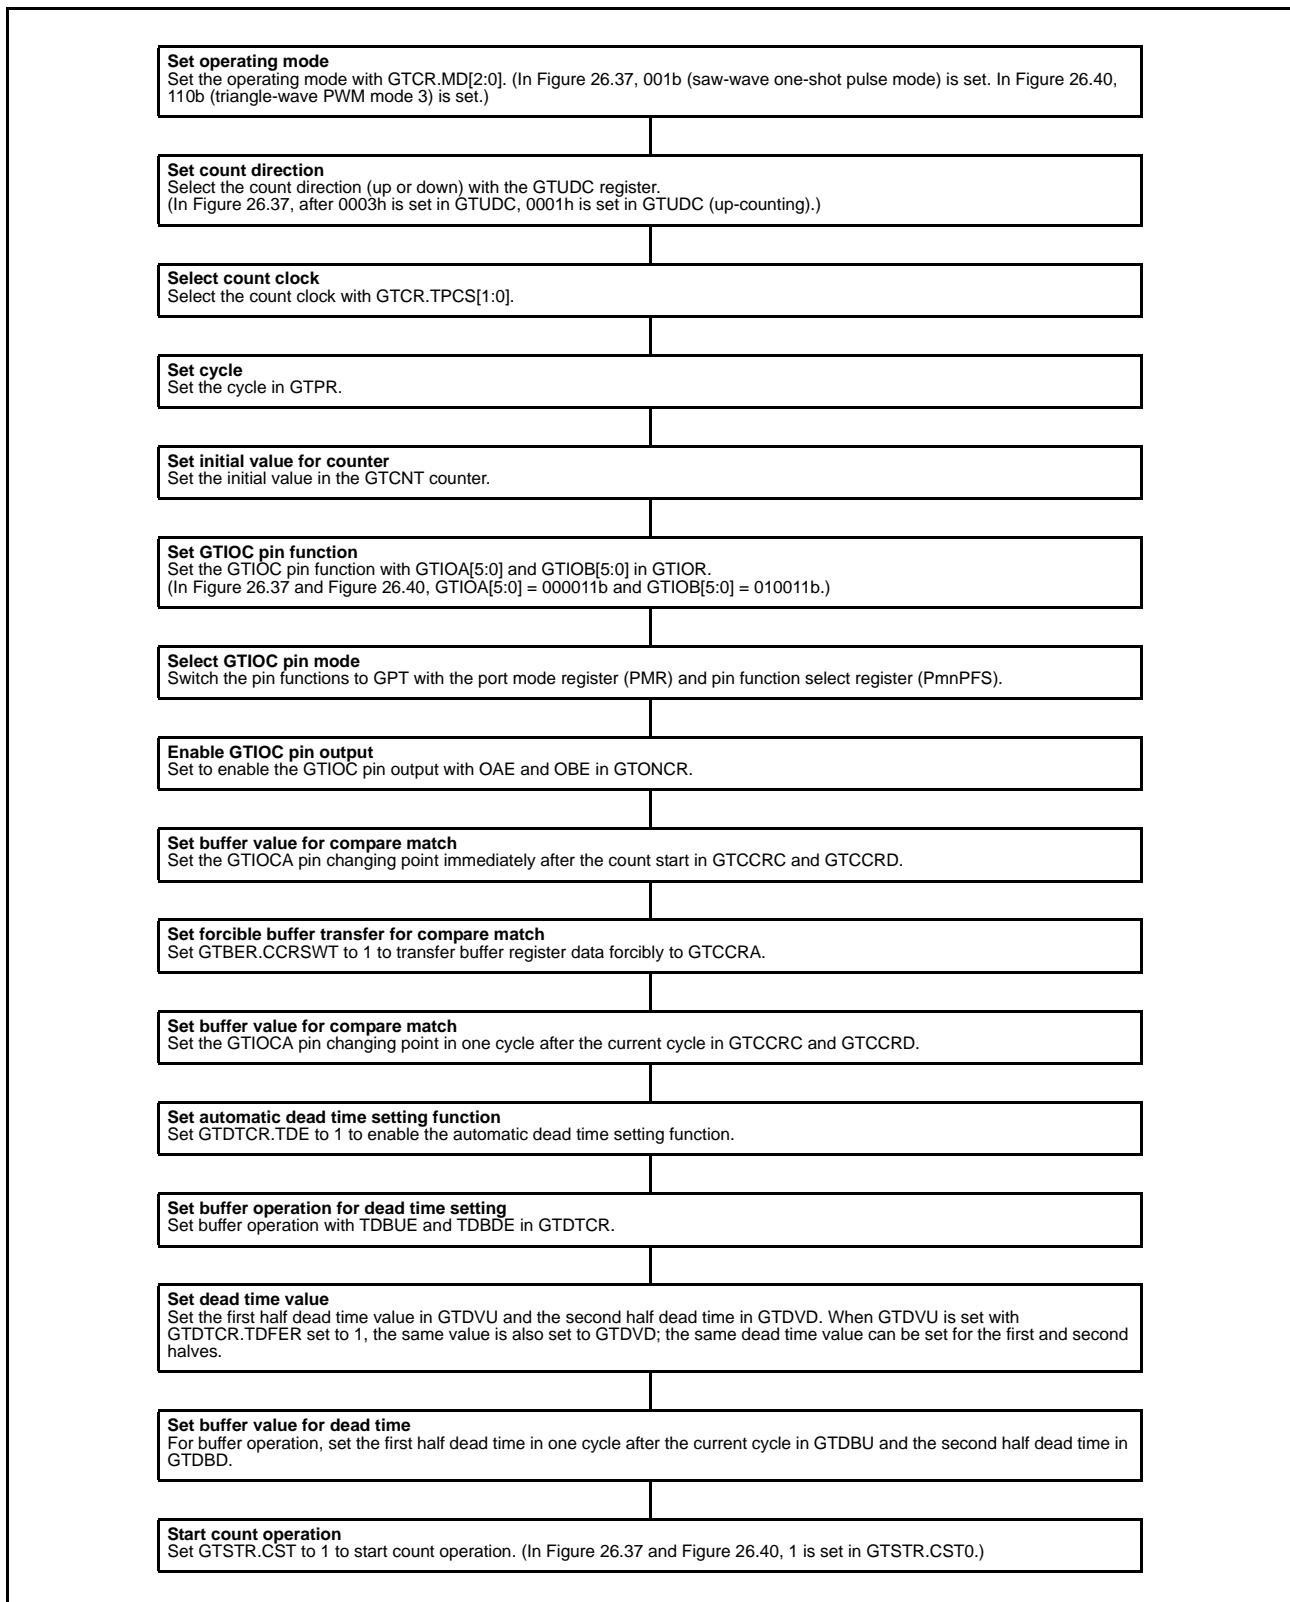 Set operating mode
Set the operating mode with GTCR.MD[2:0]. (In Figure 26.37, 001b (saw-wave one-shot pulse mode) is set. In Figure 26.40,
110b (triangle-wave PWM mode 3) is set.)
Set count direction
Select the count direction (up or down) with the GTUDC register.
(In Figure 26.37, after 0003h is set in GTUDC, 0001h is set in GTUDC (up-counting).)
Select count clock
Select the count clock with GTCR.TPCS[1:0].
Set cycle
Set the cycle in GTPR.
Set initial value for counter
Set the initial value in the GTCNT counter.
Set GTIOC pin function
Set the GTIOC pin function with GTIOA[5:0] and GTIOB[5:0] in GTIOR.
(In Figure 26.37 and Figure 26.40, GTIOA[5:0] = 000011b and GTIOB[5:0] = 010011b.)
Select GTIOC pin mode
Switch the pin functions to GPT with the port mode register (PMR) and pin function select register (PmnPFS).
Enable GTIOC pin output
Set to enable the GTIOC pin output with OAE and OBE in GTONCR.
Set buffer value for compare match
Set the GTIOCA pin changing point immediately after the count start in GTCCRC and GTCCRD.
Set forcible buffer transfer for compare match
Set GTBER.CCRSWT to 1 to transfer buffer register data forcibly to GTCCRA.
Set buffer value for compare match
Set the GTIOCA pin changing point in one cycle after the current cycle in GTCCRC and GTCCRD.
Set automatic dead time setting function
Set GTDTCR.TDE to 1 to enable the automatic dead time setting function.
Set buffer operation for dead time setting
Set buffer operation with TDBUE and TDBDE in GTDTCR.
Set dead time value
Set the first half dead time value in GTDVU and the second half dead time in GTDVD. When GTDVU is set with
GTDTCR.TDFER set to 1, the same value is also set to GTDVD; the same dead time value can be set for the first and second
halves.
Set buffer value for dead time
For buffer operation, set the first half dead time in one cycle after the current cycle in GTDBU and the second half dead time in
GTDBD.
Start count operation
Set GTSTR.CST to 1 to start count operation. (In Figure 26.37 and Figure 26.40, 1 is set in GTSTR.CST0.)